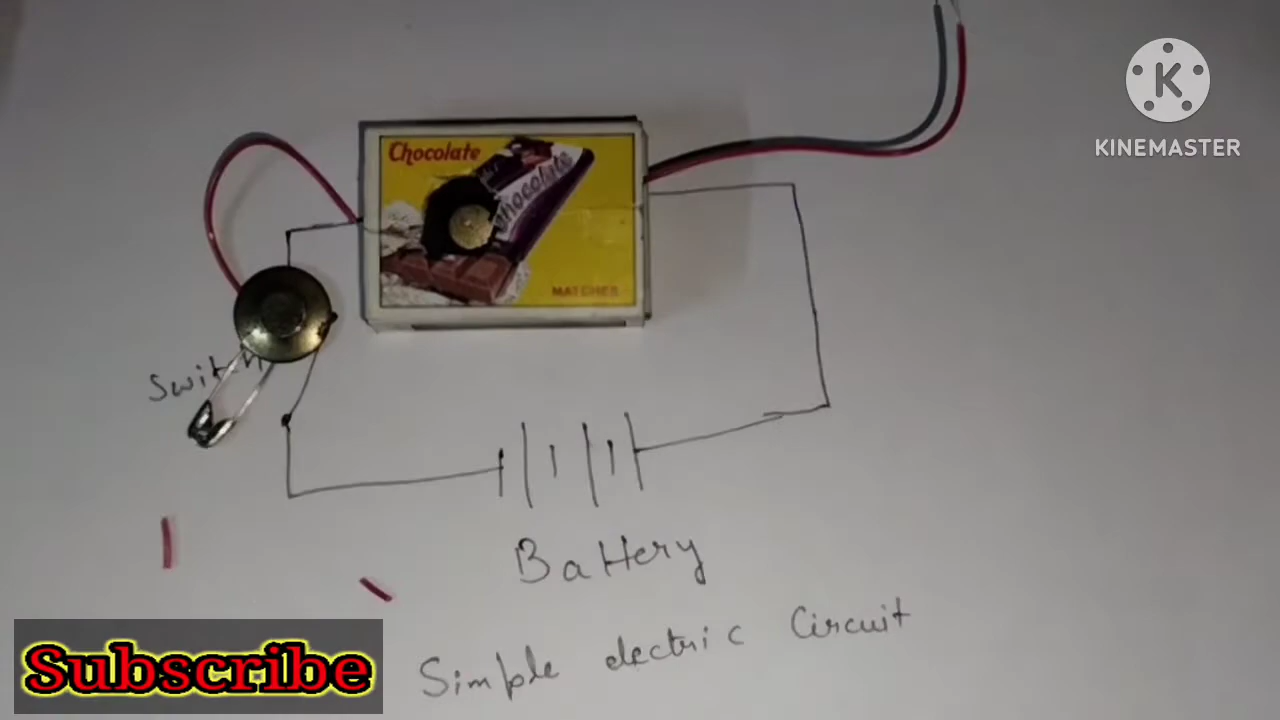 Chocolate
chocolate
MATCHES
KINEMASTER
Switch
Battery
Simple electric Circuit
Subscribe